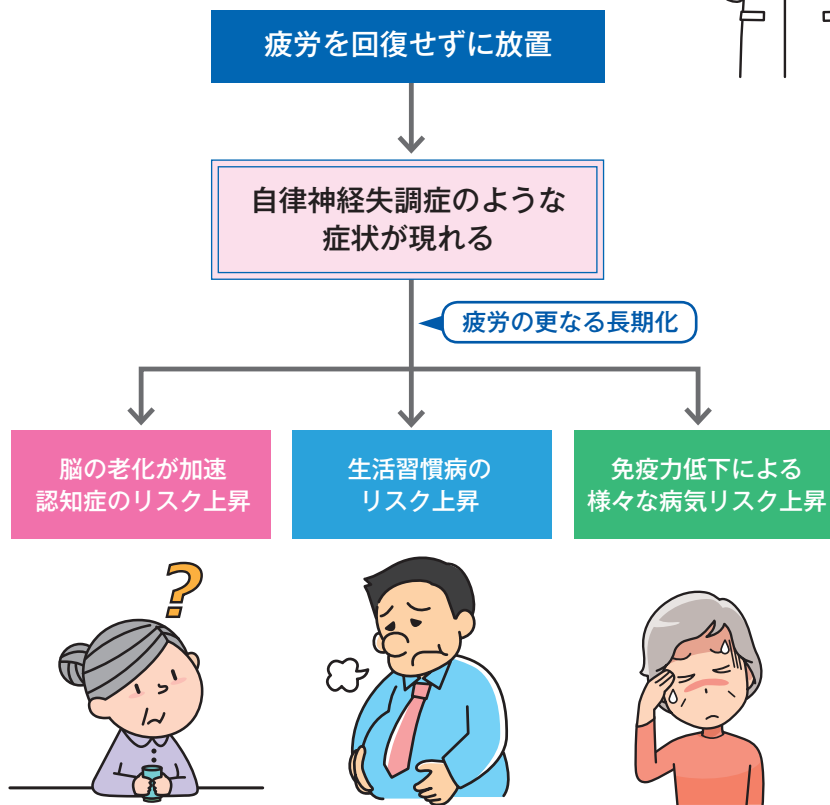 疲労を回復せずに放置
自律神経失調症のような
症状が現れる
疲労の更なる長期化
脳の老化が加速
認知症のリスク上昇
生活習慣病の
リスク上昇
免疫力低下による
様々な病気リスク上昇
?